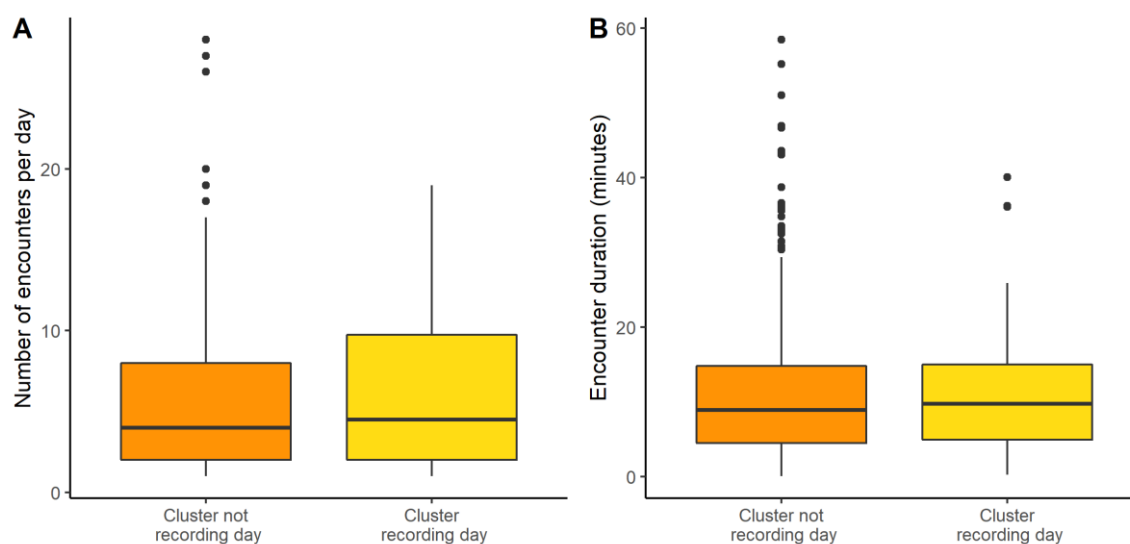 A
Number of encounters per day
20
10
0
Cluster not
recording day
Cluster
recording day
B
Encounter duration (minutes)
60
40
20
0
Cluster not
recording day
Cluster
recording day